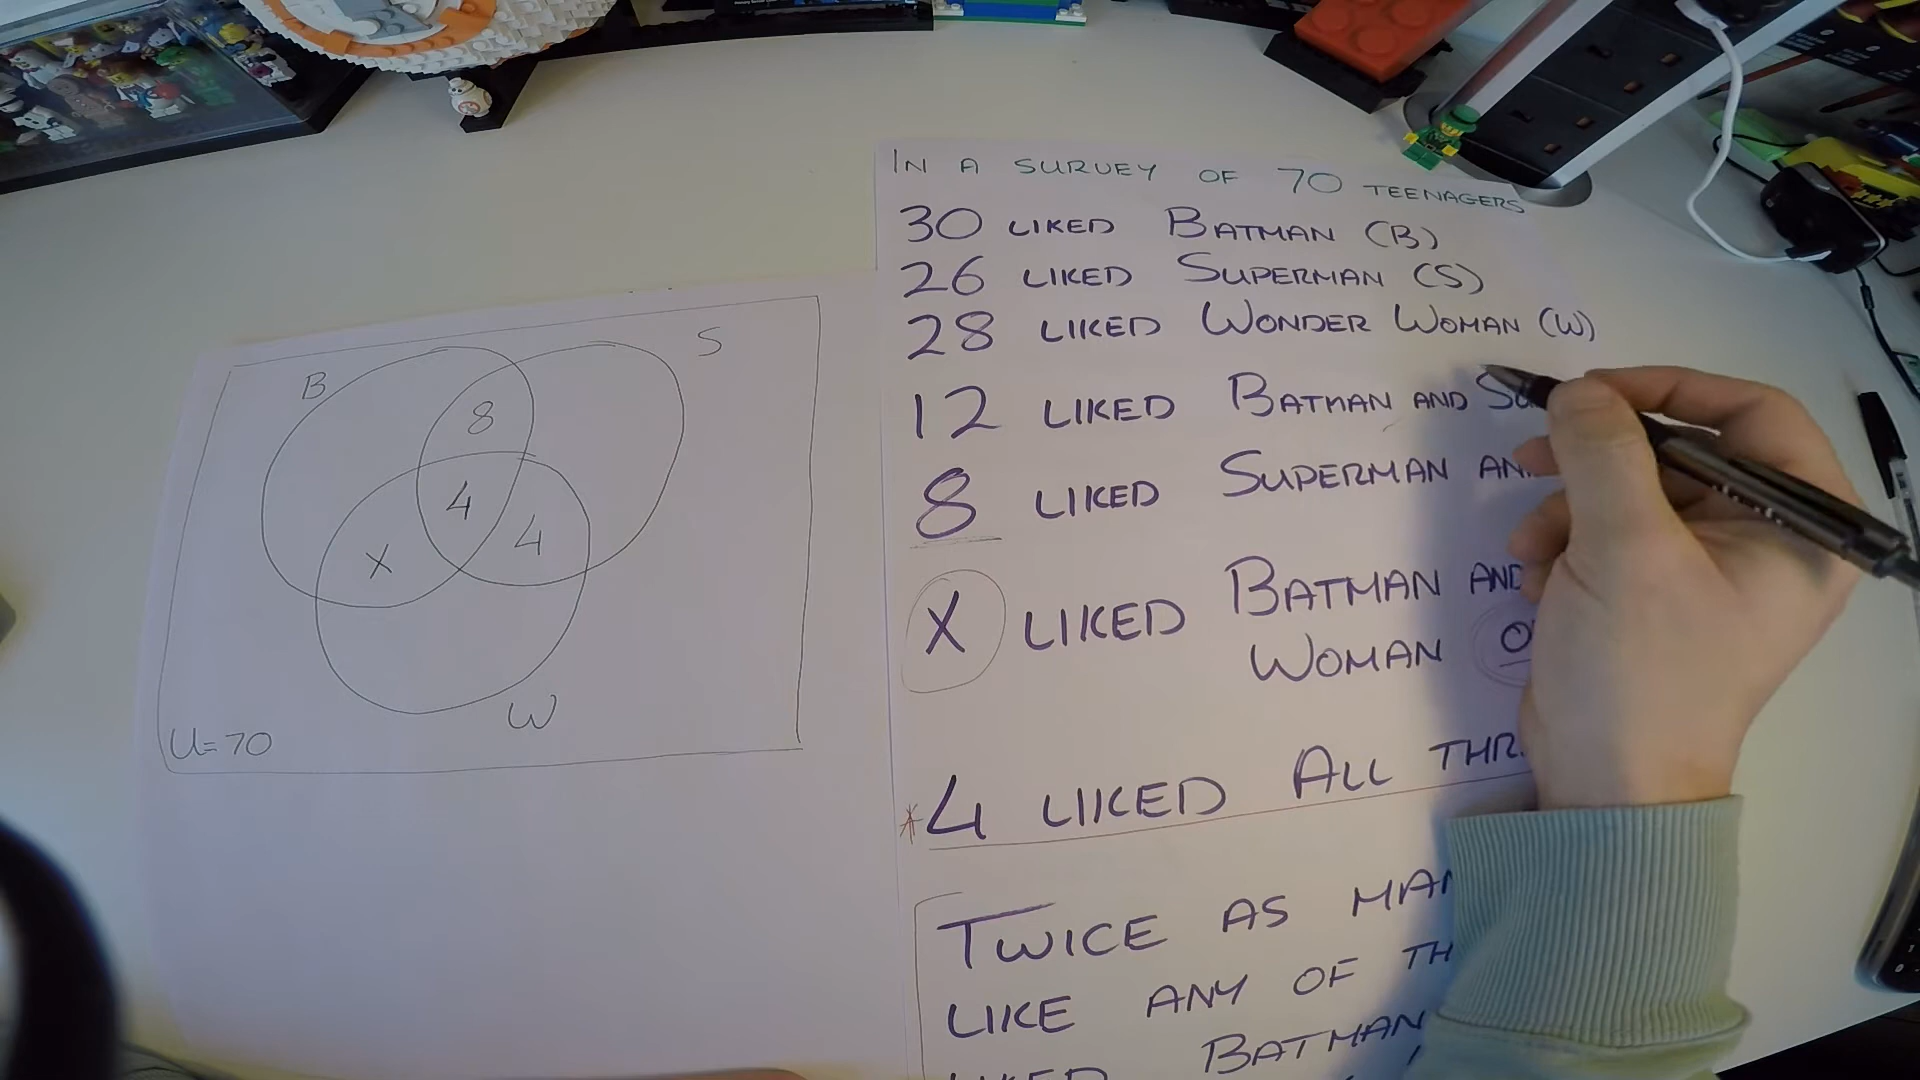 B
S
8
4
4
X
W
U=70
IN A SURVEY OF 70 TEENAGERS
30 LIKED BATMAN (B)
26 LIKED SUPERMAN (S)
28 LIKED WONDER WOMAN (W)
12 LIKED BATMAN AND
8 LIKED SUPERMAN
X LIKED BATMAN AND
WOMAN
*4 LIKED ALL
TWICE AS
LIKE ANY OF
BATMAN